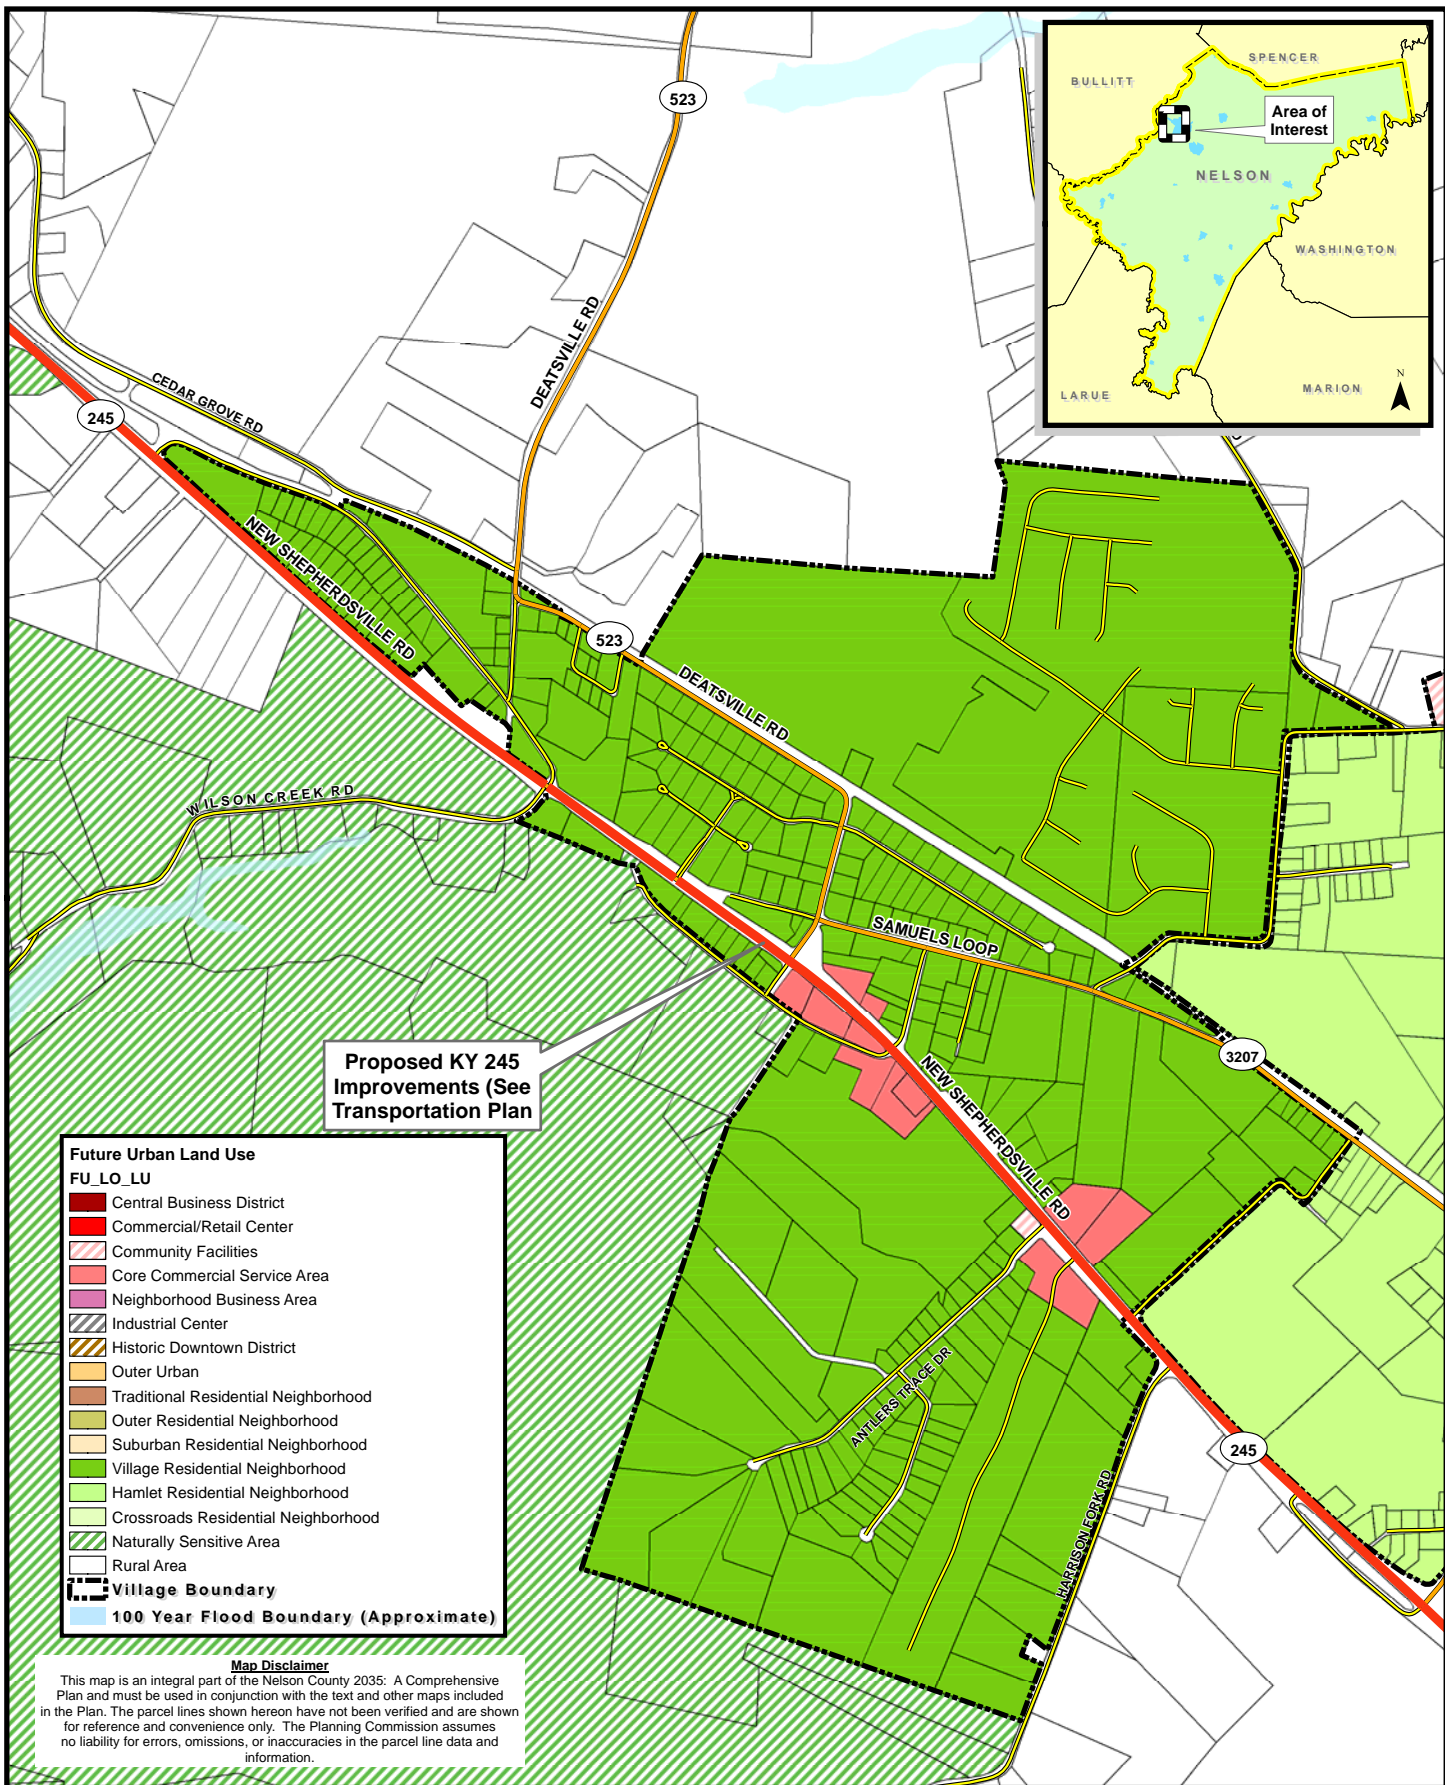 523
SPENCER
BULLITT
Area of
Interest
NELSON
WASHINGTON
LARUE
MARION
N
DEATSVILLE RD
CEDAR GROVE RD
245
NEW SHEPHERDSVILLE RD
523
DEATSVILLE RD
WILSON CREEK RD
SAMUELS LOOP
Proposed KY 245
Improvements (See
Transportation Plan
3207
NEW SHEPHERDSVILLE RD
ANTLERS TRACE DR
HARRISON FORK RD
245
Future Urban Land Use
FU_LO_LU
Central Business District
Commercial/Retail Center
Community Facilities
Core Commercial Service Area
Neighborhood Business Area
Industrial Center
Historic Downtown District
Outer Urban
Traditional Residential Neighborhood
Outer Residential Neighborhood
Suburban Residential Neighborhood
Village Residential Neighborhood
Hamlet Residential Neighborhood
Crossroads Residential Neighborhood
Naturally Sensitive Area
Rural Area
Village Boundary
100 Year Flood Boundary (Approximate)
Map Disclaimer
This map is an integral part of the Nelson County 2035: A Comprehensive
Plan and must be used in conjunction with the text and other maps included
in the Plan. The parcel lines shown hereon have not been verified and are shown
for reference and convenience only. The Planning Commission assumes
no liability for errors, omissions, or inaccuracies in the parcel line data and
information.